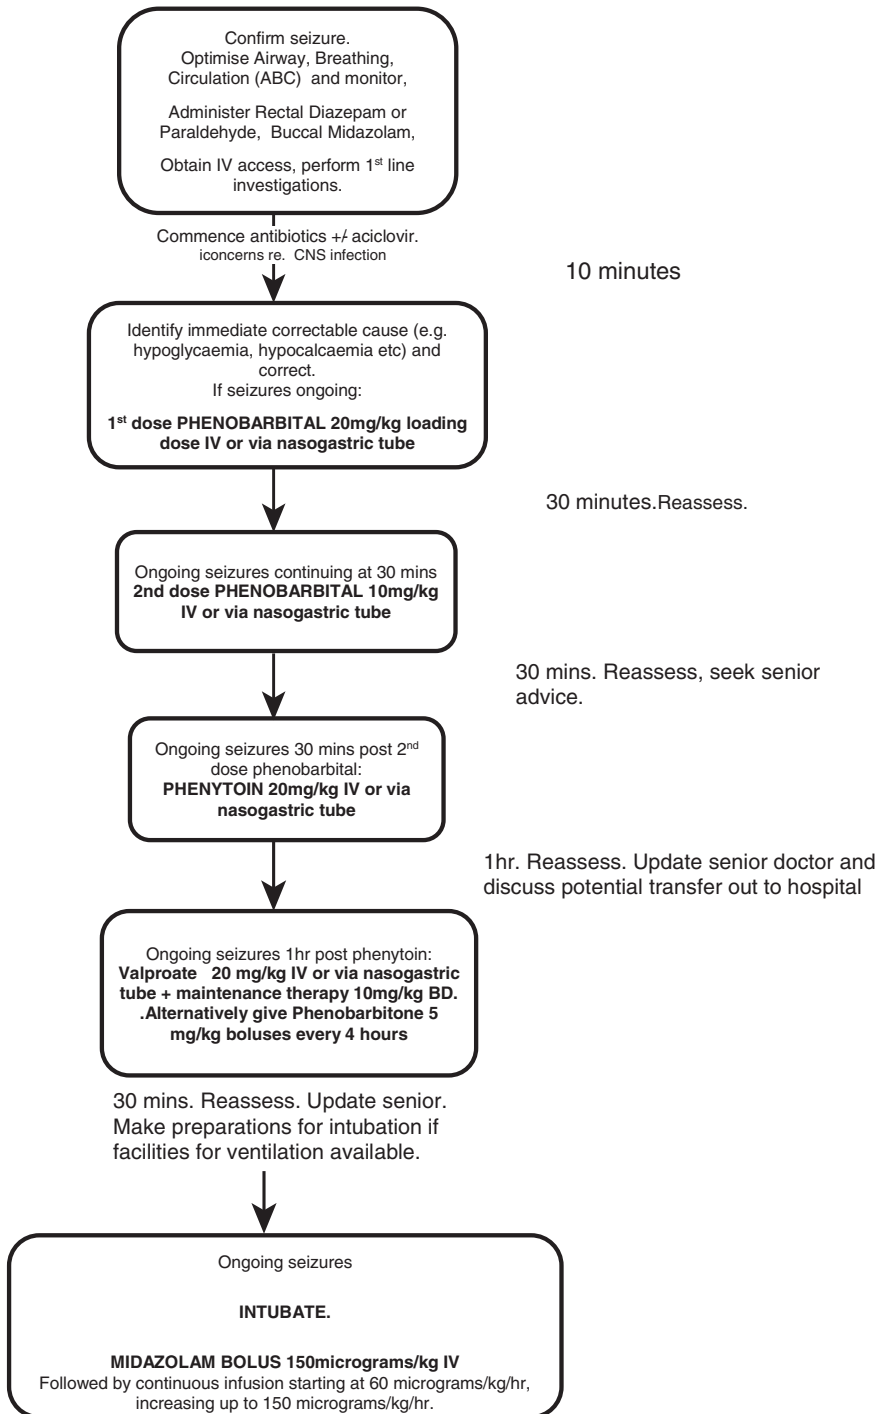 Confirm seizure.
Optimise Airway, Breathing,
Circulation (ABC) and monitor,
Administer Rectal Diazepam or
Paraldehyde, Buccal Midazolam,
Obtain IV access, perform 1st line
investigations.
Commence antibiotics +/- aciclovir.
iconcerns re. CNS infection
10 minutes
Identify immediate correctable cause (e.g.
hypoglycaemia, hypocalcaemia etc) and
correct.
If seizures ongoing:
1st dose PHENOBARBITAL 20mg/kg loading
dose IV or via nasogastric tube
30 minutes.Reassess.
Ongoing seizures continuing at 30 mins
2nd dose PHENOBARBITAL 10mg/kg
IV or via nasogastric tube
30 mins. Reassess, seek senior
advice.
Ongoing seizures 30 mins post 2nd
dose phenobarbital:
PHENYTOIN 20mg/kg IV or via
nasogastric tube
1hr. Reassess. Update senior doctor and
discuss potential transfer out to hospital
Ongoing seizures 1hr post phenytoin:
Valproate 20 mg/kg IV or via nasogastric
tube + maintenance therapy 10mg/kg BD.
.Alternatively give Phenobarbitone 5
mg/kg boluses every 4 hours
30 mins. Reassess. Update senior.
Make preparations for intubation if
facilities for ventilation available.
Ongoing seizures
INTUBATE.
MIDAZOLAM BOLUS 150micrograms/kg IV
Followed by continuous infusion starting at 60 micrograms/kg/hr,
increasing up to 150 micrograms/kg/hr.